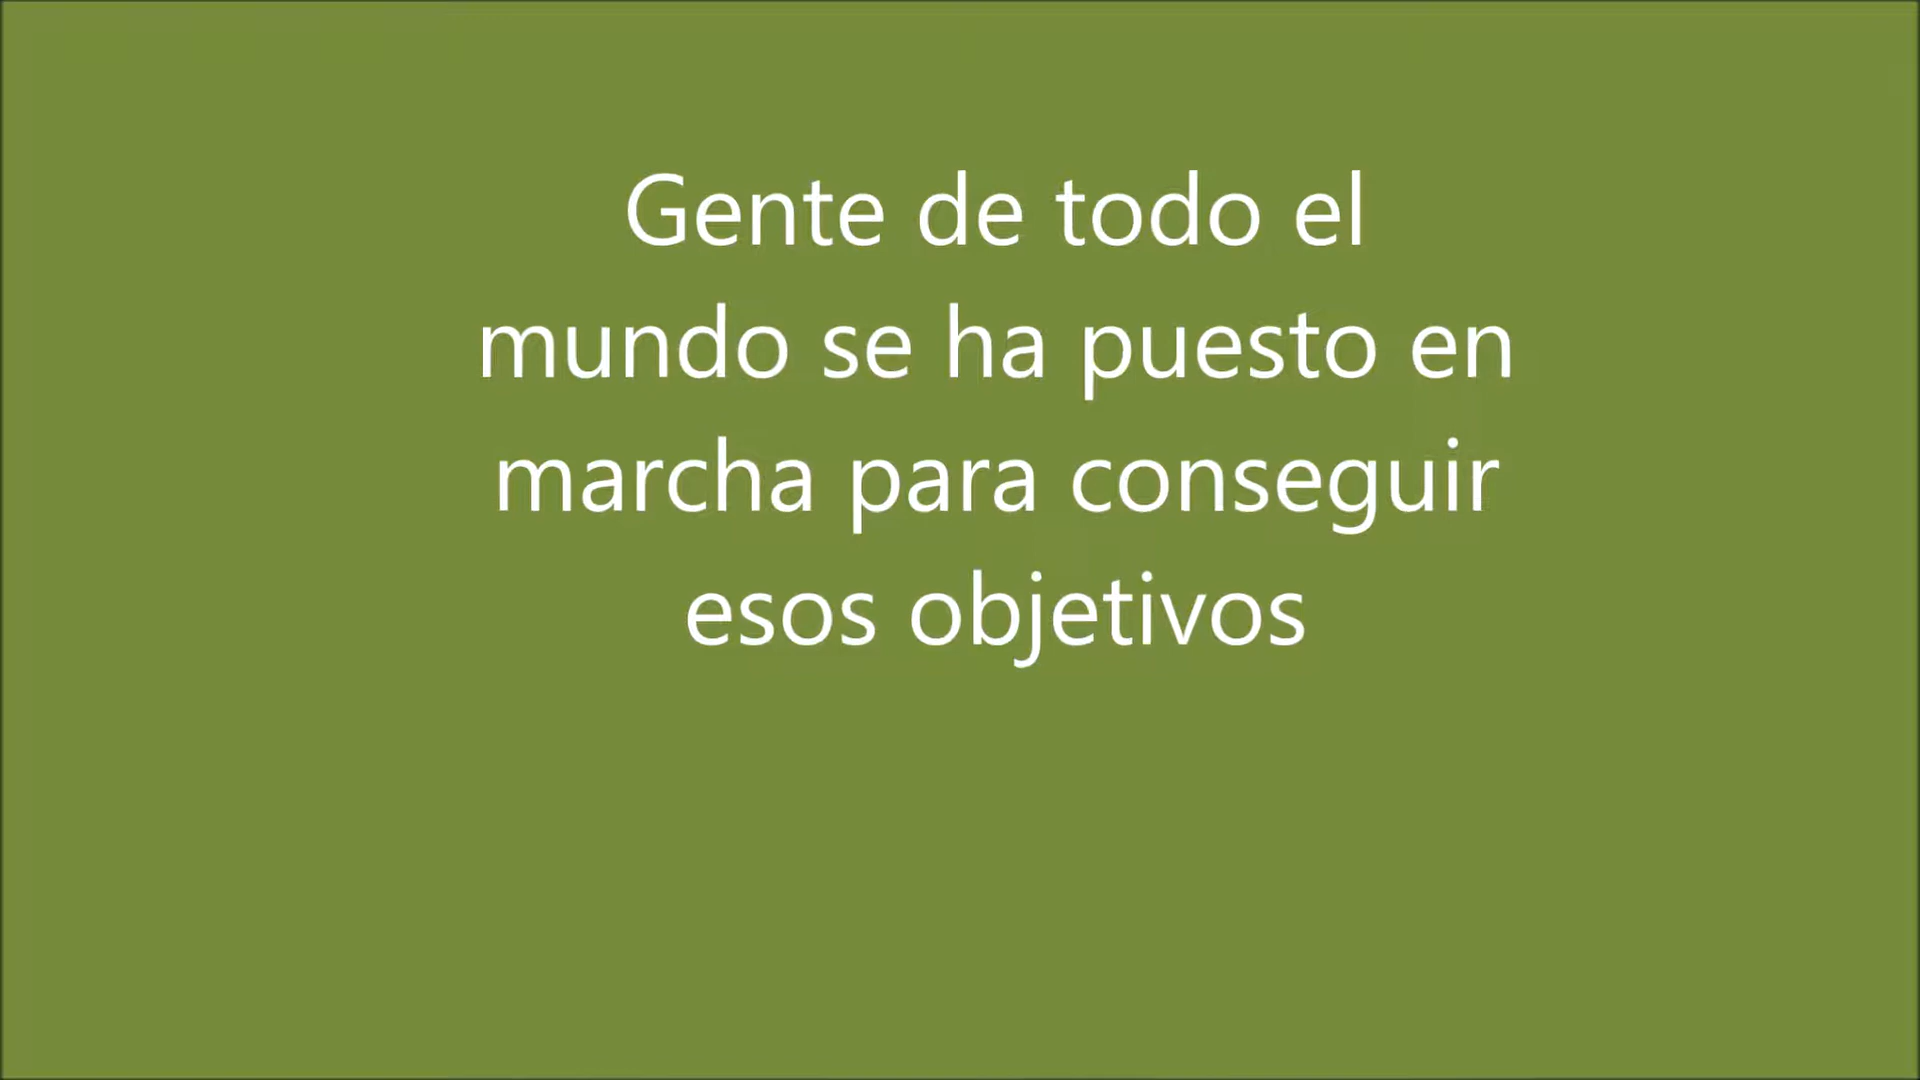 Gente de todo el
mundo se ha puesto en
marcha para conseguir
esos objetivos